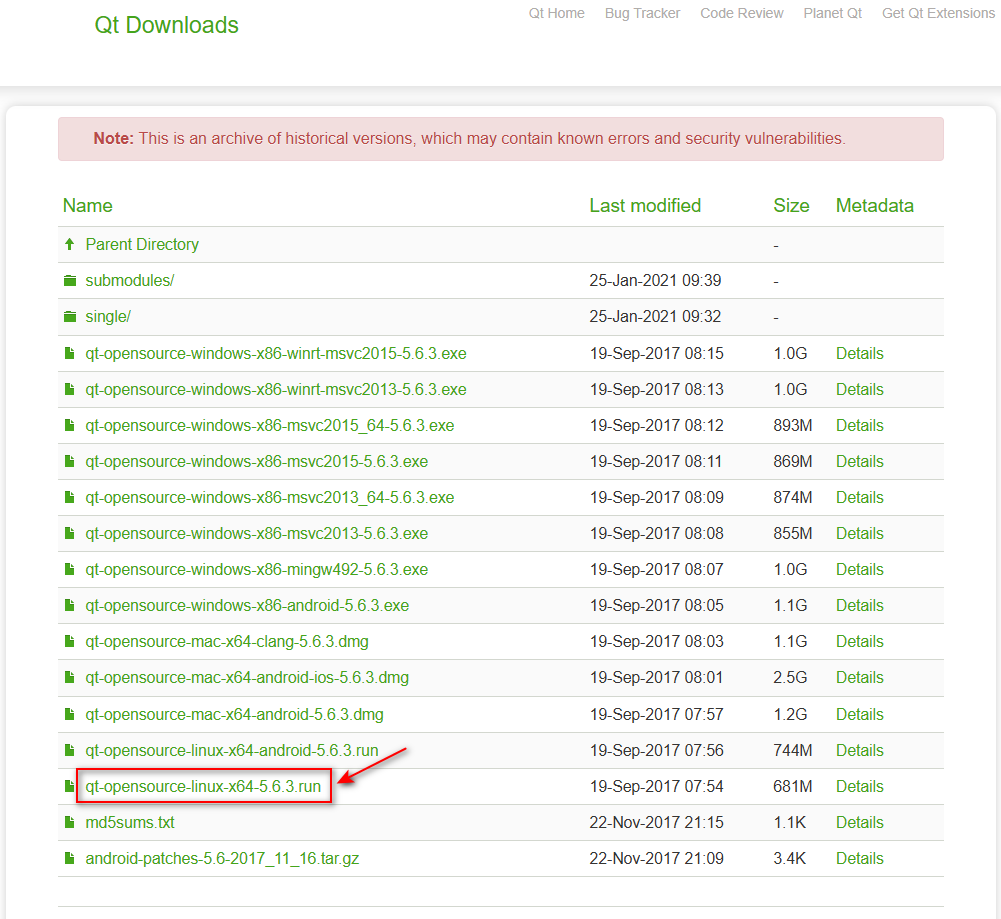 Qt Downloads
Qt Home Bug Tracker Code Review Planet Qt Get Qt Extensions
Note: This is an archive of historical versions, which may contain known errors and security vulnerabilities.
Name Last modified Size Metadata
Parent Directory -
submodules/ 25-Jan-2021 09:39 -
single/ 25-Jan-2021 09:32 -
qt-opensource-windows-x86-winrt-msvc2015-5.6.3.exe 19-Sep-2017 08:15 1.0G Details
qt-opensource-windows-x86-winrt-msvc2013-5.6.3.exe 19-Sep-2017 08:13 1.0G Details
qt-opensource-windows-x86-msvc2015_64-5.6.3.exe 19-Sep-2017 08:12 893M Details
qt-opensource-windows-x86-msvc2015-5.6.3.exe 19-Sep-2017 08:11 869M Details
qt-opensource-windows-x86-msvc2013_64-5.6.3.exe 19-Sep-2017 08:09 874M Details
qt-opensource-windows-x86-msvc2013-5.6.3.exe 19-Sep-2017 08:08 855M Details
qt-opensource-windows-x86-mingw492-5.6.3.exe 19-Sep-2017 08:07 1.0G Details
qt-opensource-windows-x86-android-5.6.3.exe 19-Sep-2017 08:05 1.1G Details
qt-opensource-mac-x64-clang-5.6.3.dmg 19-Sep-2017 08:03 1.1G Details
qt-opensource-mac-x64-android-ios-5.6.3.dmg 19-Sep-2017 08:01 2.5G Details
qt-opensource-mac-x64-android-5.6.3.dmg 19-Sep-2017 07:57 1.2G Details
qt-opensource-linux-x64-android-5.6.3.run 19-Sep-2017 07:56 744M Details
qt-opensource-linux-x64-5.6.3.run 19-Sep-2017 07:54 681M Details
md5sums.txt 22-Nov-2017 21:15 1.1K Details
android-patches-5.6-2017_11_16.tar.gz 22-Nov-2017 21:09 3.4K Details